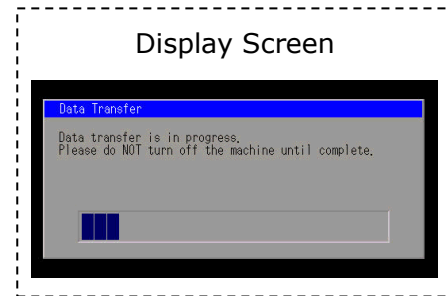 Display Screen
Data Transfer
Data transfer is in progress.
Please do NOT turn off the machine until complete.